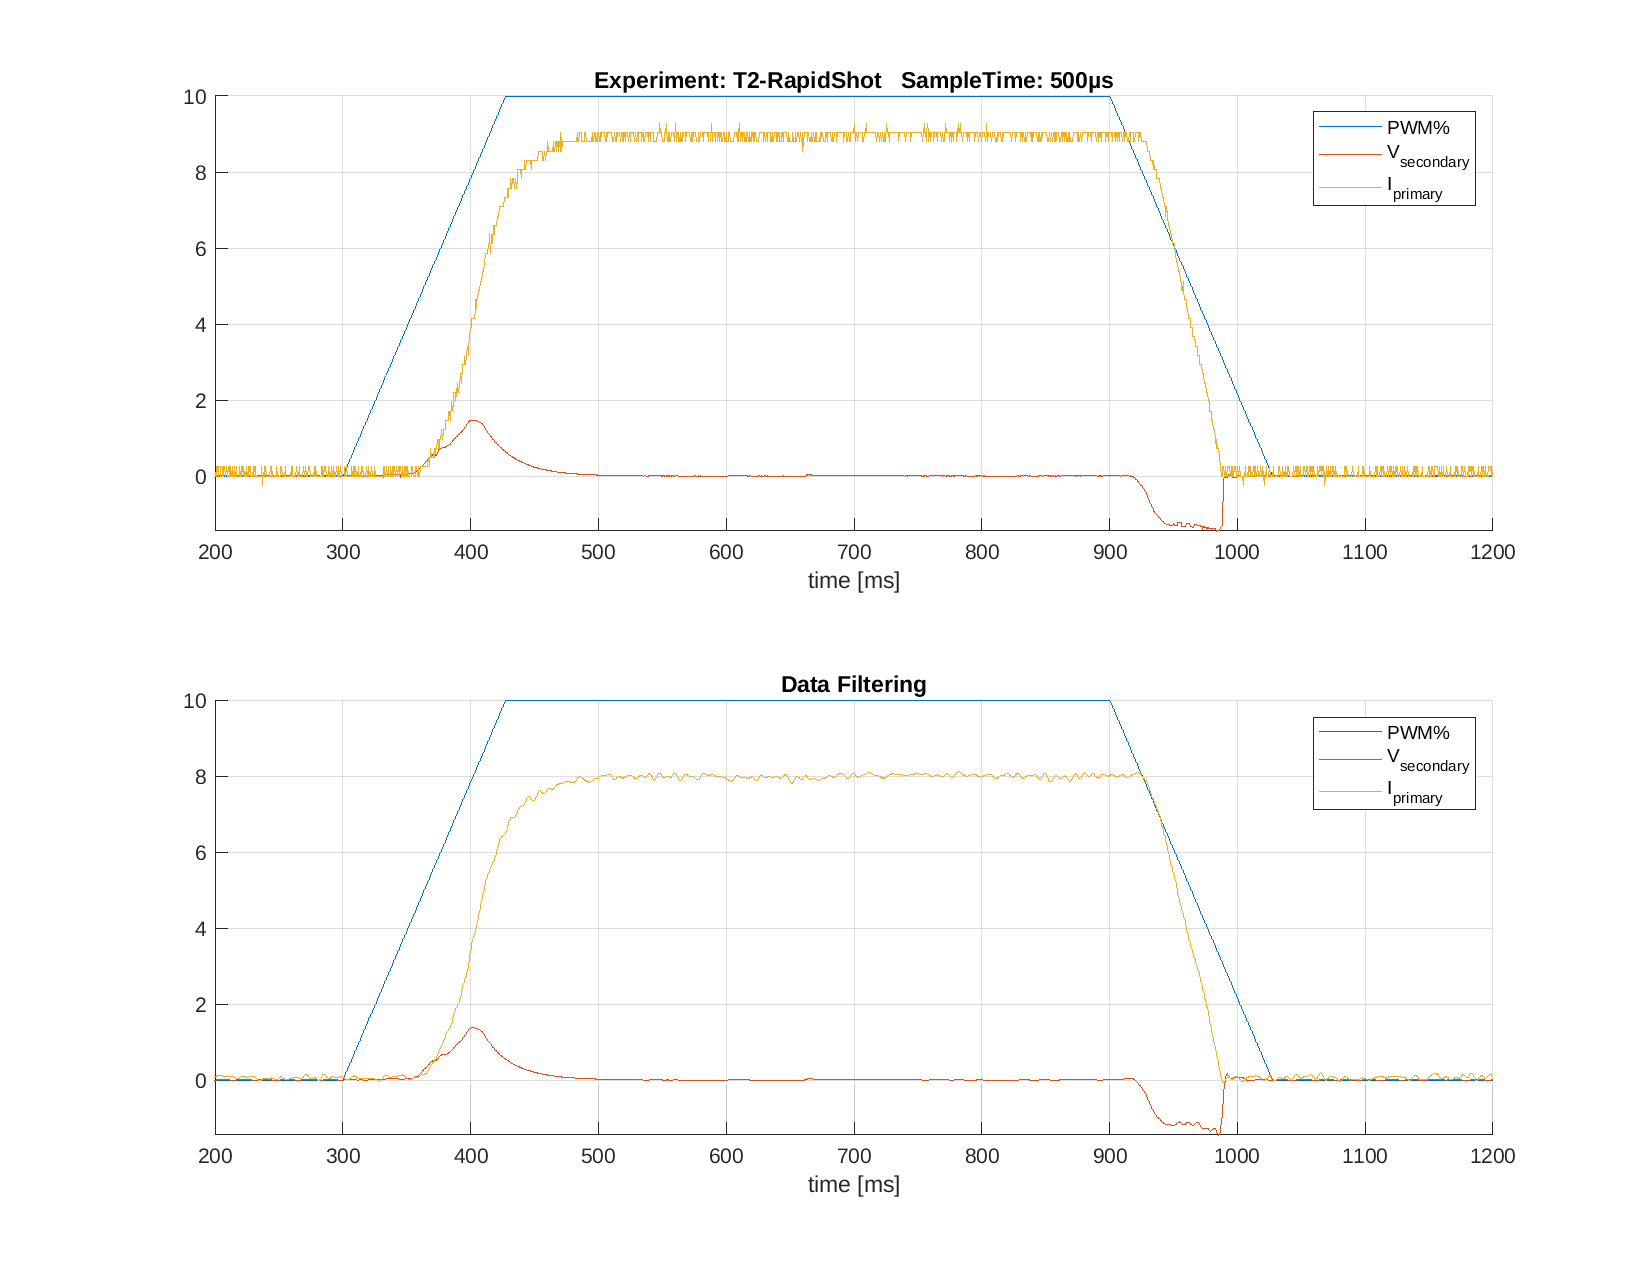 Experiment: T2-RapidShot   SampleTime: 500µs
10
8
6
4
2
0
PWM%
Vsecondary
Iprimary
200 300 400 500 600 700 800 900 1000 1100 1200
time [ms]
Data Filtering
10
8
6
4
2
0
PWM%
Vsecondary
Iprimary
200 300 400 500 600 700 800 900 1000 1100 1200
time [ms]